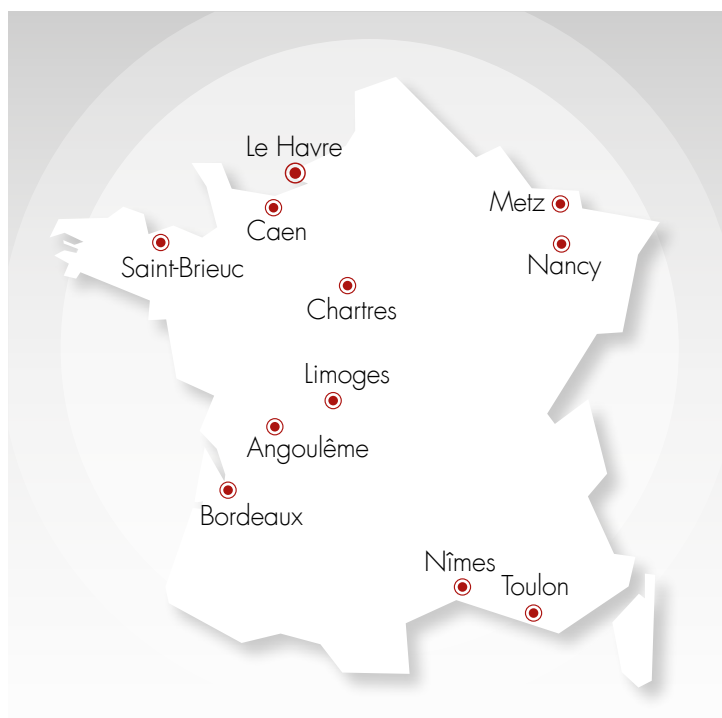 Le Havre
Metz
Caen
Nancy
Saint-Brieuc
Chartres
Limoges
Angoulême
Bordeaux
Nîmes
Toulon